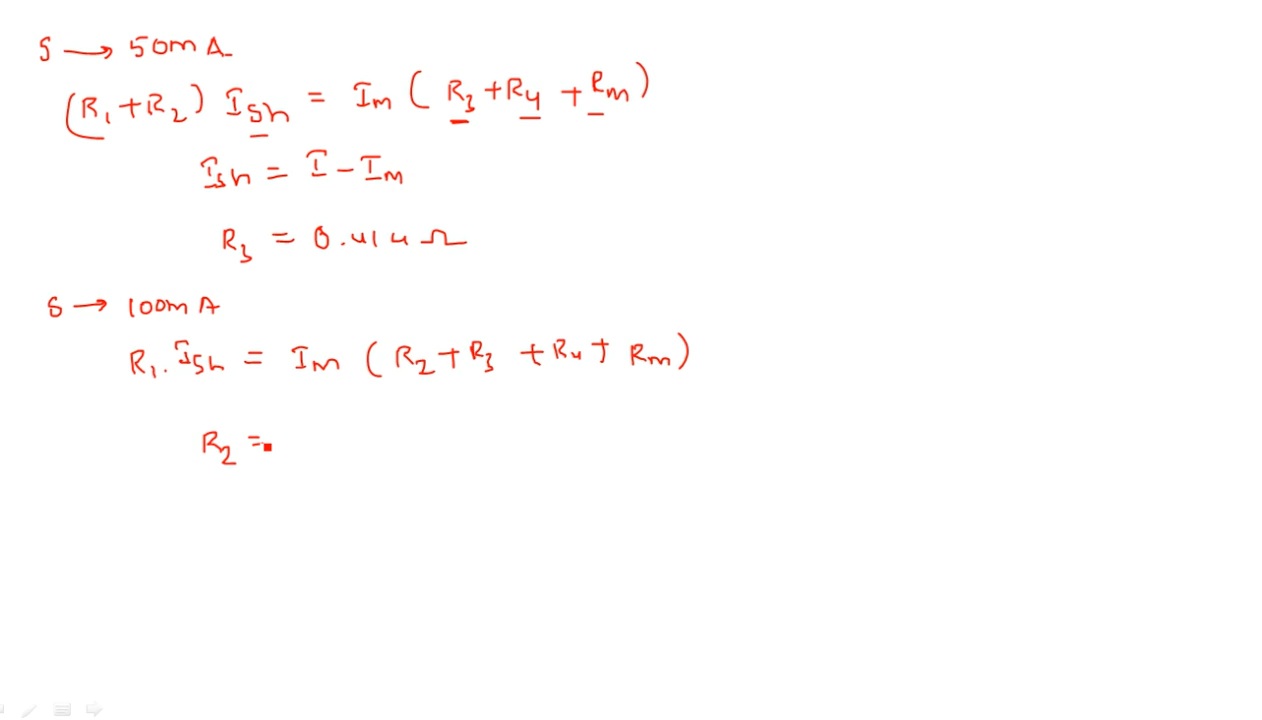 S → 50mA
(R₁+R₂) Ish = Im (R₃+R4+Rm)
Ish = I - Im
R₃ = 0.414 Ω
S → 100mA
R₁. Ish = Im (R₂+R₃ +R4+ Rm)
R₂ =